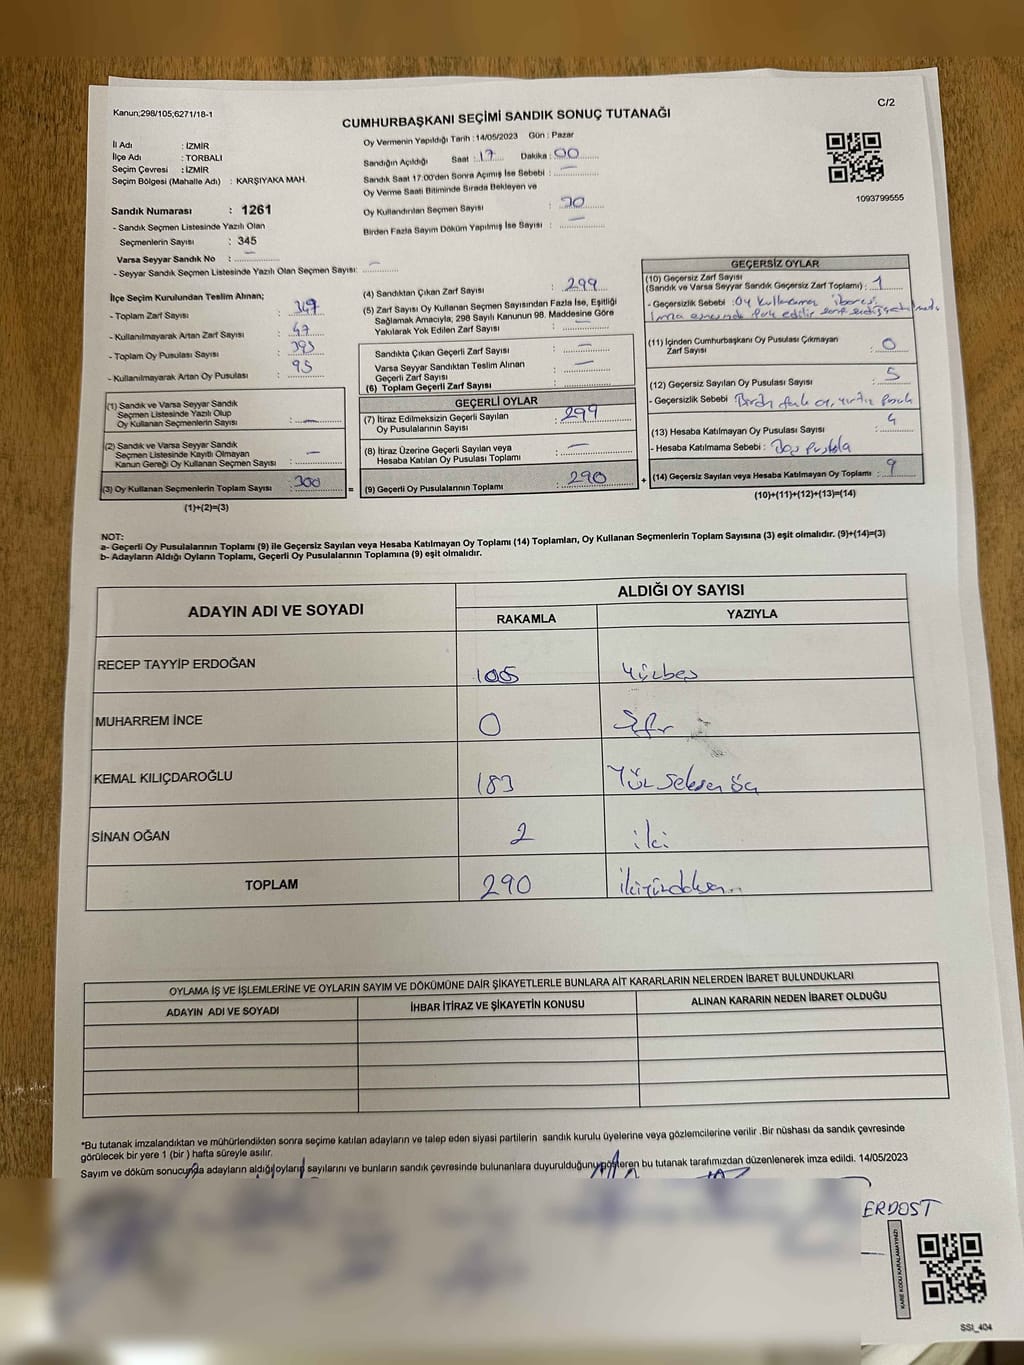 Kanun;298/105;6271/18-1
C/2
CUMHURBAŞKANI SEÇİMİ SANDIK SONUÇ TUTANAĞI
İl Adı : İZMİR
İlçe Adı : TORBALI
Seçim Çevresi : İZMİR
Seçim Bölgesi (Mahalle Adı) : KARŞIYAKA MAH.
Oy Vermenin Yapıldığı Tarih : 14/05/2023 Gün : Pazar
Sandığın Açıldığı Saat : 17 Dakika : 00
Sandık Saat 17:00'den Sonra Açımış İse Sebebi : —
Oy Verme Saati Bitiminde Sırada Bekleyen ve
Oy Kullandırılan Seçmen Sayısı :
Birden Fazla Sayım Döküm Yapılmış İse Sayısı : —
1093799555
Sandık Numarası : 1261
- Sandık Seçmen Listesinde Yazılı Olan
Seçmenlerin Sayısı : 345
Varsa Seyyar Sandık No : —
- Seyyar Sandık Seçmen Listesinde Yazılı Olan Seçmen Sayısı: —
İlçe Seçim Kurulundan Teslim Alınan;
- Toplam Zarf Sayısı :
- Kullanılmayarak Artan Zarf Sayısı : 47
- Toplam Oy Pusulası Sayısı : 395
- Kullanılmayarak Artan Oy Pusulası : 95
(1) Sandık ve Varsa Seyyar Sandık
Seçmen Listesinde Yazılı Olup
Oy Kullanan Seçmenlerin Sayısı : —
(2) Sandık ve Varsa Seyyar Sandık
Seçmen Listesinde Kayıtlı Olmayan
Kanun Gereği Oy Kullanan Seçmen Sayısı : —
(3) Oy Kullanan Seçmenlerin Toplam Sayısı : 300
(1)+(2)=(3)
(4) Sandıktan Çıkan Zarf Sayısı : 299
(5) Zarf Sayısı Oy Kullanan Seçmen Sayısından Fazla İse, Eşitliği
Sağlamak Amacıyla, 298 Sayılı Kanunun 98. Maddesine Göre
Yakılarak Yok Edilen Zarf Sayısı : —
Sandıkta Çıkan Geçerli Zarf Sayısı : —
Varsa Seyyar Sandıktan Teslim Alınan
Geçerli Zarf Sayısı : —
(6) Toplam Geçerli Zarf Sayısı :
GEÇERLİ OYLAR
(7) İtiraz Edilmeksizin Geçerli Sayılan
Oy Pusulalarının Sayısı : 299
(8) İtiraz Üzerine Geçerli Sayılan veya
Hesaba Katılan Oy Pusulası Toplamı : —
= (9) Geçerli Oy Pusulalarının Toplamı : 290
GEÇERSİZ OYLAR
(10) Geçersiz Zarf Sayısı
(Sandık ve Varsa Seyyar Sandık Geçersiz Zarf Toplamı) : 1
- Geçersizlik Sebebi : Oy Kullanma
(11) İçinden Cumhurbaşkanı Oy Pusulası Çıkmayan
Zarf Sayısı : 0
(12) Geçersiz Sayılan Oy Pusulası Sayısı : 5
- Geçersizlik Sebebi :
(13) Hesaba Katılmayan Oy Pusulası Sayısı : 4
- Hesaba Katılmama Sebebi : Boş Pusula
+ (14) Geçersiz Sayılan veya Hesaba Katılmayan Oy Toplamı : 9
(10)+(11)+(12)+(13)=(14)
NOT:
a- Geçerli Oy Pusulalarının Toplamı (9) ile Geçersiz Sayılan veya Hesaba Katılmayan Oy Toplamı (14) Toplamları, Oy Kullanan Seçmenlerin Toplam Sayısına (3) eşit olmalıdır. (9)+(14)=(3)
b- Adayların Aldığı Oyların Toplamı, Geçerli Oy Pusulalarının Toplamına (9) eşit olmalıdır.
ADAYIN ADI VE SOYADI
ALDIĞI OY SAYISI
RAKAMLA YAZIYLA
RECEP TAYYİP ERDOĞAN 105 Yüzbeş
MUHARREM İNCE 0 Sıfır
KEMAL KILIÇDAROĞLU 183 Yüz Seksen Üç
SİNAN OĞAN 2 iki
TOPLAM 290 ikiyüzdoksan
OYLAMA İŞ VE İŞLEMLERİNE VE OYLARIN SAYIM VE DÖKÜMÜNE DAİR ŞİKAYETLERLE BUNLARA AİT KARARLARIN NELERDEN İBARET BULUNDUKLARI
ADAYIN ADI VE SOYADI İHBAR İTİRAZ VE ŞİKAYETİN KONUSU ALINAN KARARIN NEDEN İBARET OLDUĞU
*Bu tutanak imzalandıktan ve mühürlendikten sonra seçime katılan adayların ve talep eden siyasi partilerin sandık kurulu üyelerine veya gözlemcilerine verilir .Bir nüshası da sandık çevresinde
görülecek bir yere 1 (bir ) hafta süreyle asılır.
Sayım ve döküm sonucunda adayların aldığı oyların sayılarını ve bunların sandık çevresinde bulunanlara duyurulduğunu gösteren bu tutanak tarafımızdan düzenlenerek imza edildi. 14/05/2023
ERDOST
KARE KODU KARALAMAYINIZ!
SSI_404